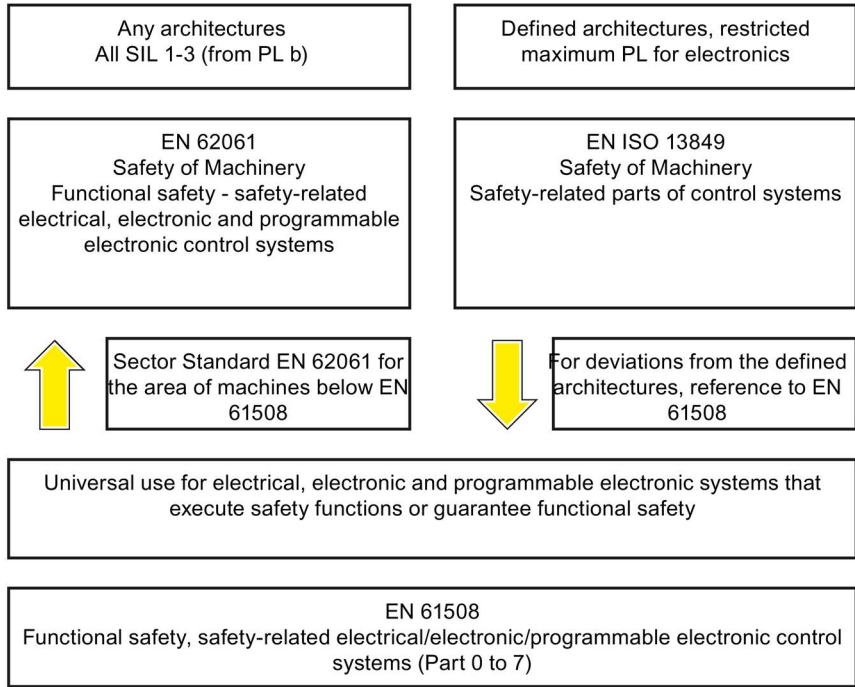 Any architectures
All SIL 1-3 (from PL b)
Defined architectures, restricted
maximum PL for electronics
EN 62061
Safety of Machinery
Functional safety - safety-related
electrical, electronic and programmable
electronic control systems
EN ISO 13849
Safety of Machinery
Safety-related parts of control systems
Sector Standard EN 62061 for
the area of machines below EN
61508
For deviations from the defined
architectures, reference to EN
61508
Universal use for electrical, electronic and programmable electronic systems that
execute safety functions or guarantee functional safety
EN 61508
Functional safety, safety-related electrical/electronic/programmable electronic control
systems (Part 0 to 7)